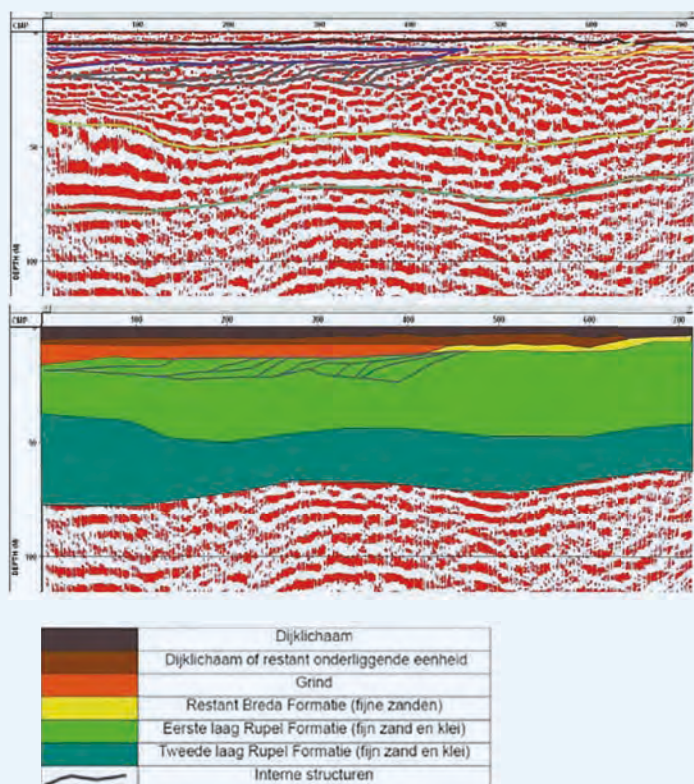 CMP 100 200 300 400 500 600 700
0
50
DEPTH (M)
100
CMP 100 200 300 400 500 600 700
0
50
DEPTH (M)
100
Dijklichaam
Dijklichaam of restant onderliggende eenheid
Grind
Restant Breda Formatie (fijne zanden)
Eerste laag Rupel Formatie (fijn zand en klei)
Tweede laag Rupel Formatie (fijn zand en klei)
Interne structuren